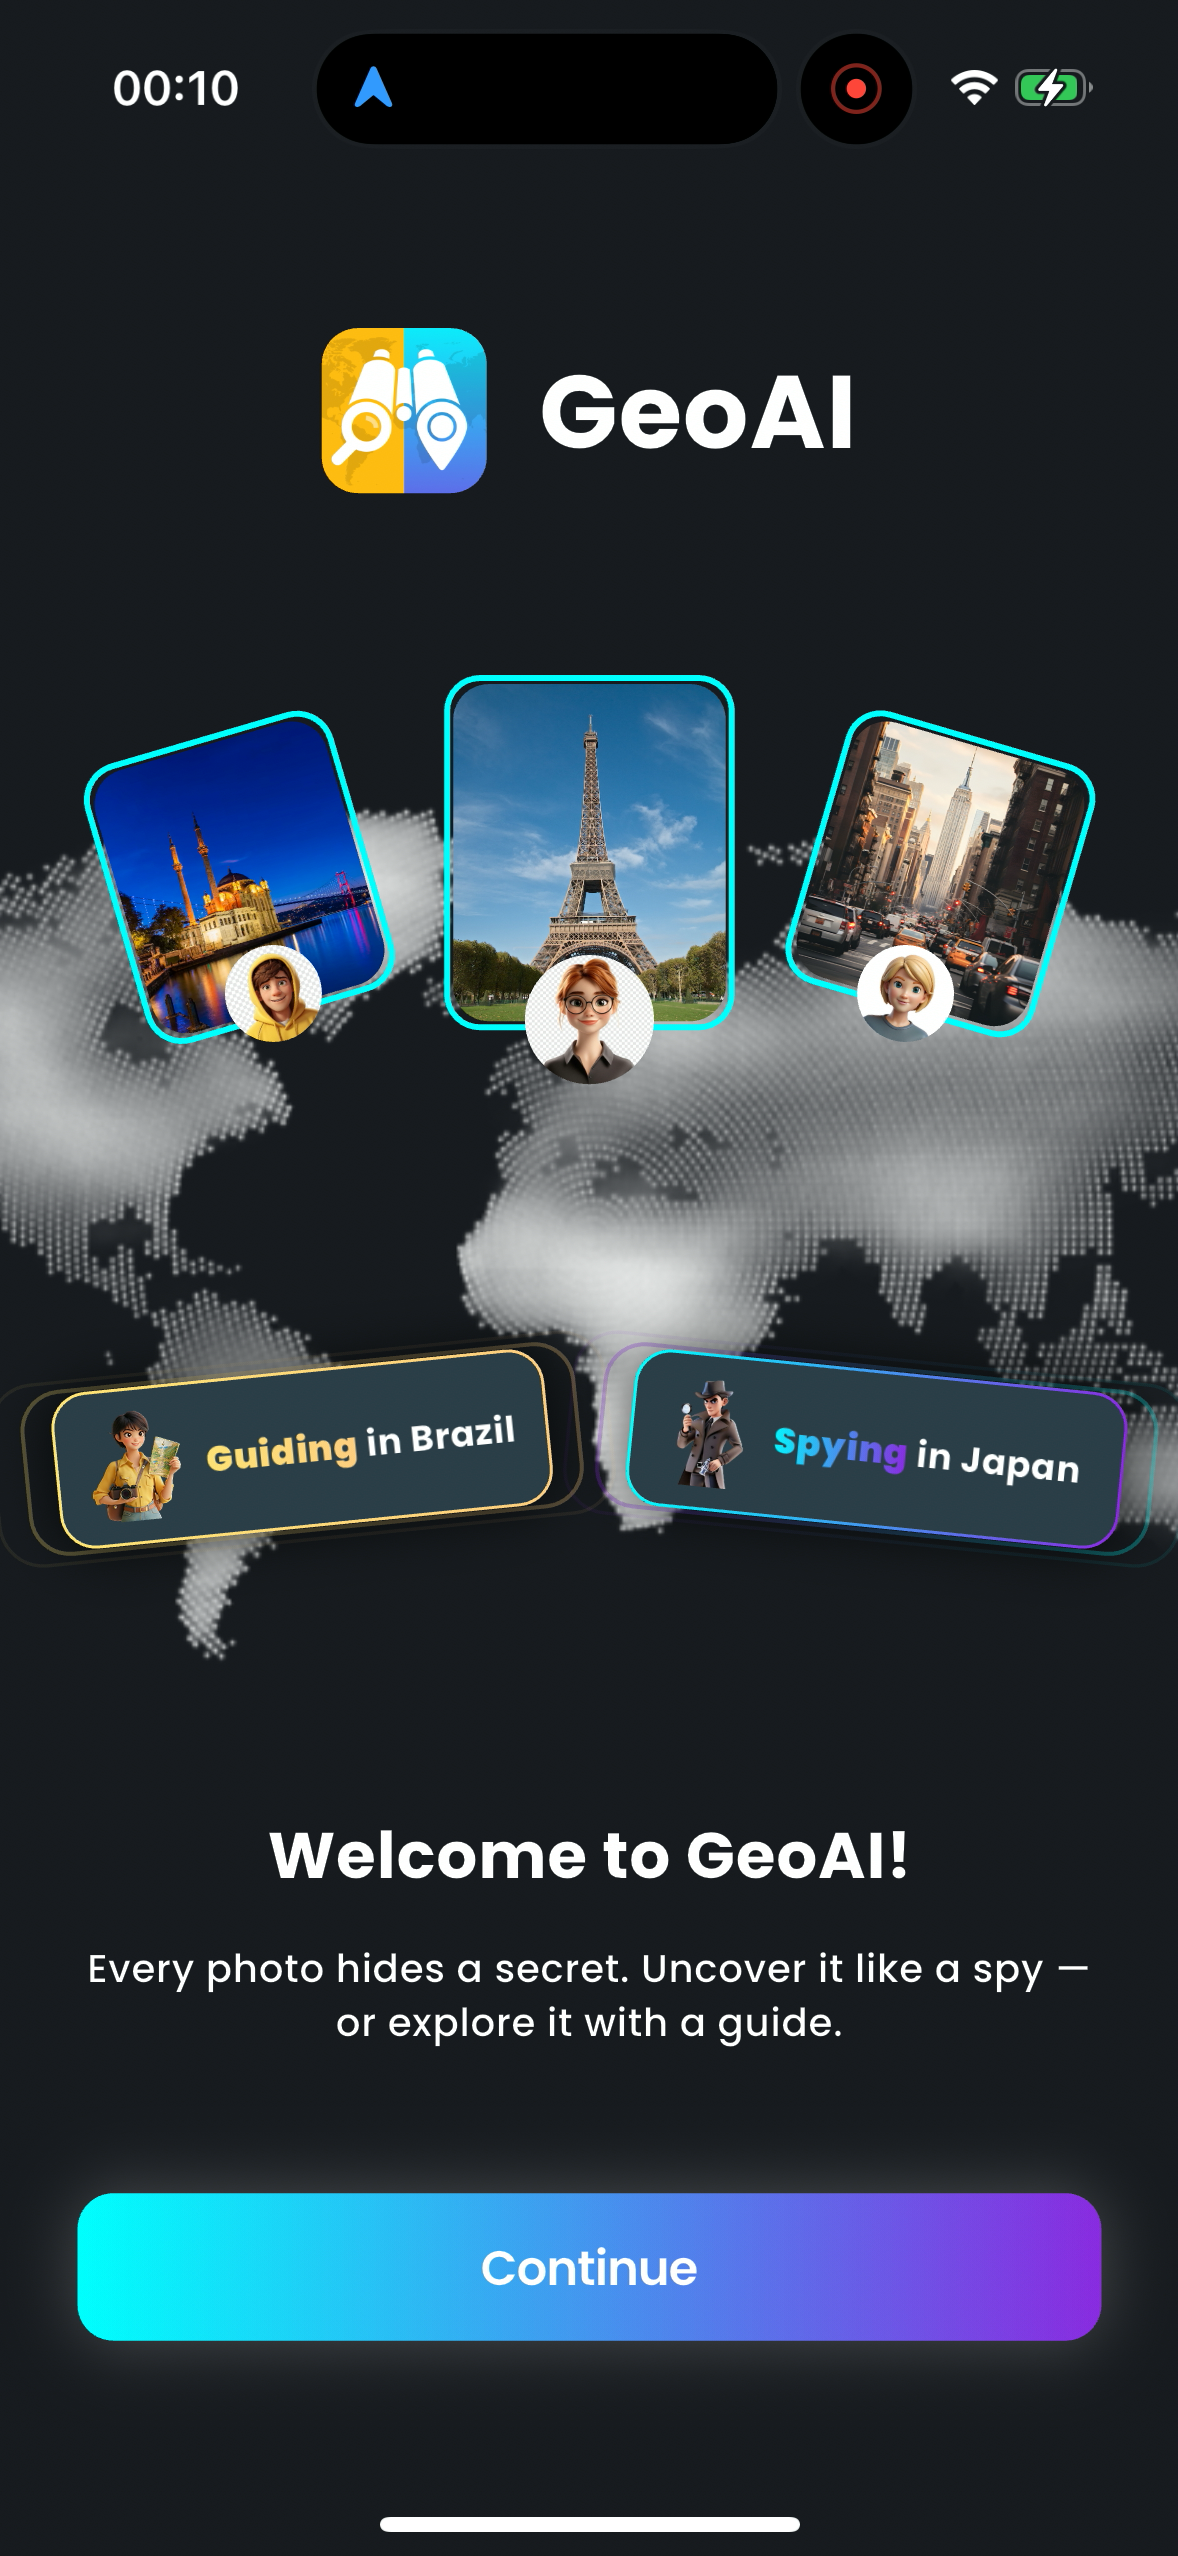 00:10
GeoAI
Guiding in Brazil
Spying in Japan
Welcome to GeoAI!
Every photo hides a secret. Uncover it like a spy —
or explore it with a guide.
Continue